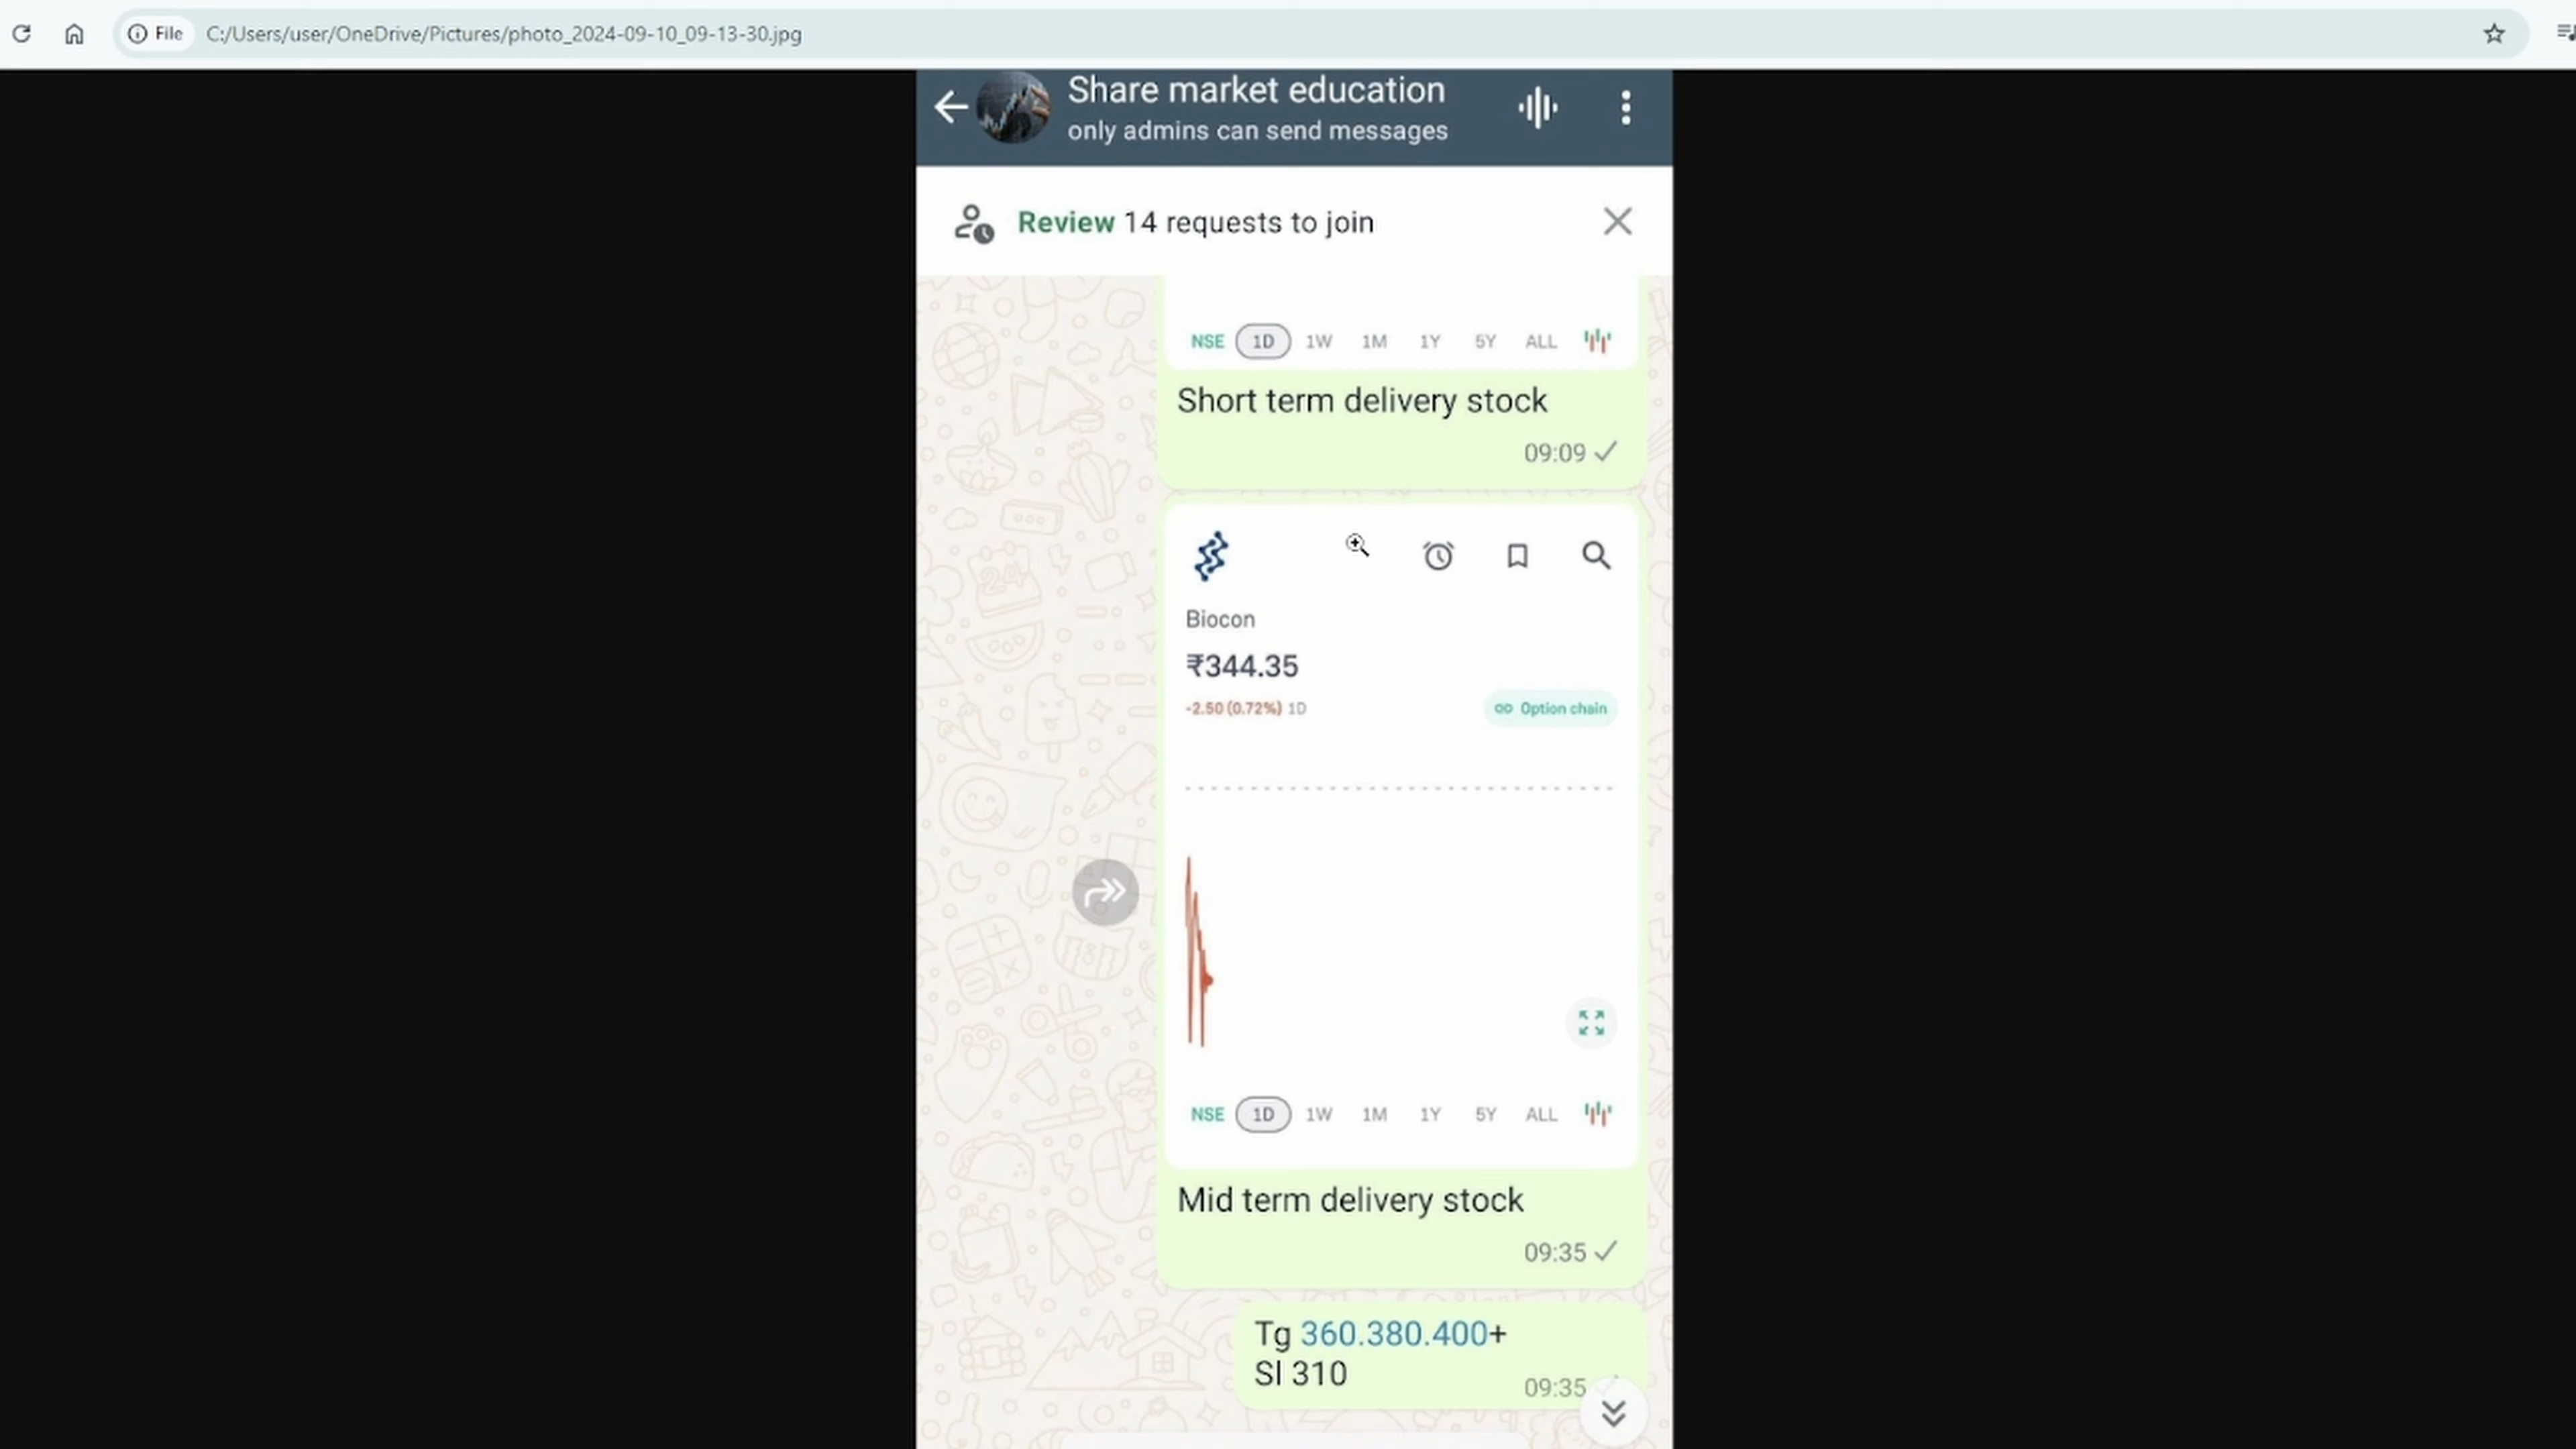 File C:/Users/user/OneDrive/Pictures/photo_2024-09-10_09-13-30.jpg
Share market education
only admins can send messages
Review 14 requests to join
NSE 1D 1W 1M 1Y 5Y ALL
Short term delivery stock
09:09
Biocon
₹344.35
-2.50 (0.72%) 1D
Option chain
NSE 1D 1W 1M 1Y 5Y ALL
Mid term delivery stock
09:35
Tg 360.380.400+
Sl 310
09:35